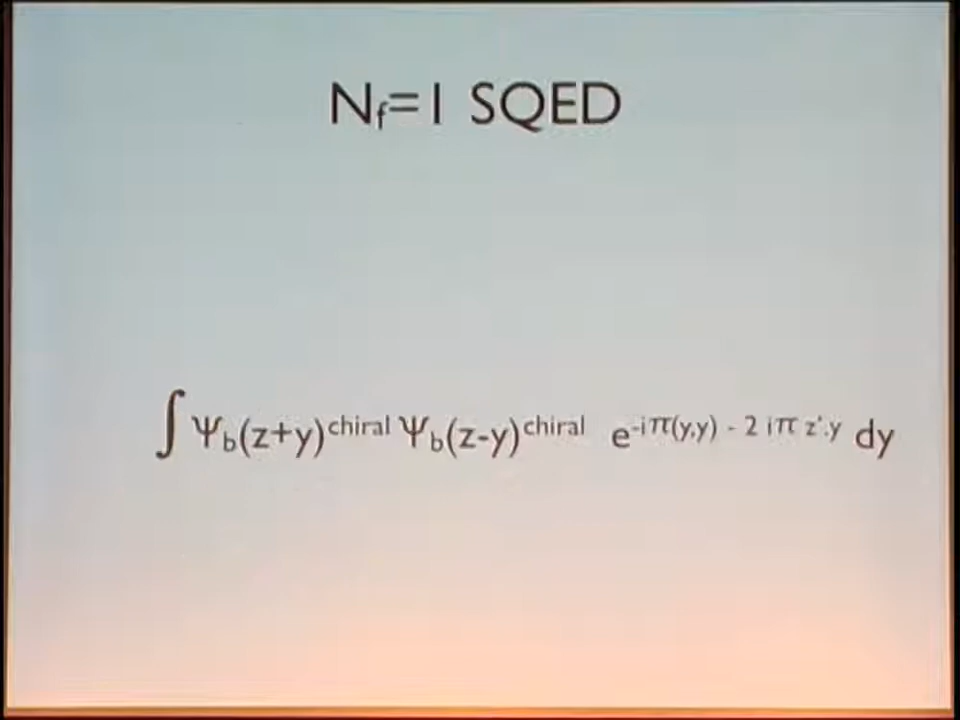 Nf=1 SQED
∫ Ψb(z+y)chiral Ψb(z-y)chiral e-iπ(y,y) - 2 iπ z'.y dy